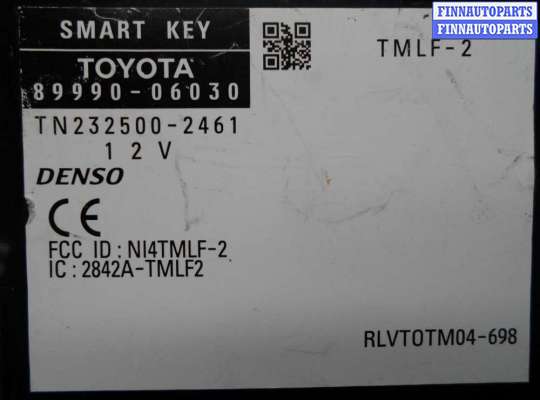 FINNAUTOPARTS
FINNAUTOPARTS
SMART KEY
TOYOTA
89990-06030
TMLF-2
TN232500-2461
12V
DENSO
CE
FCC ID : NI4TMLF-2
IC : 2842A-TMLF2
RLVTOTM04-698